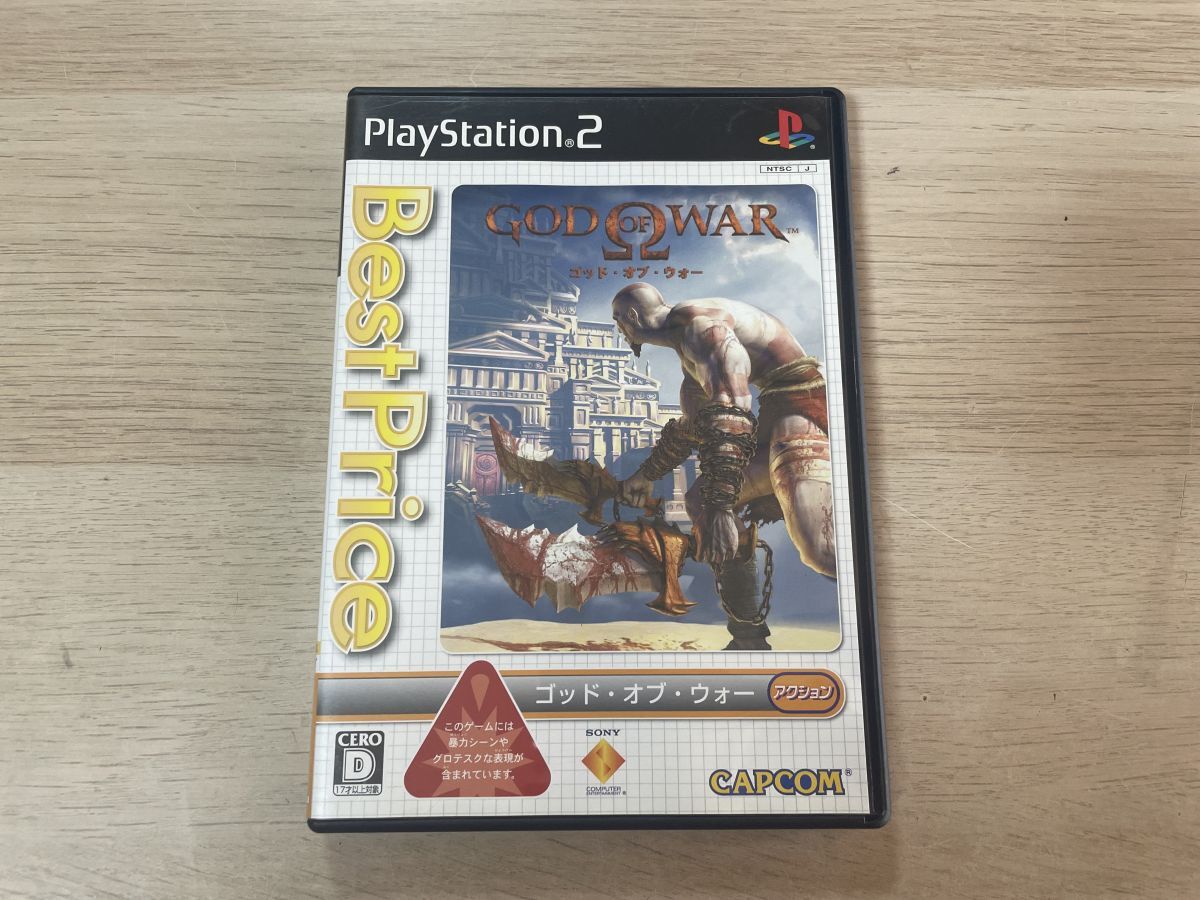 PlayStation®2
NTSC J
Best Price
GOD OF WAR™
ゴッド・オブ・ウォー
ゴッド・オブ・ウォー
アクション
このゲームには
暴力シーンや
グロテスクな表現が
含まれています。
CERO
D
17才以上対象
SONY
COMPUTER
ENTERTAINMENT®
CAPCOM®